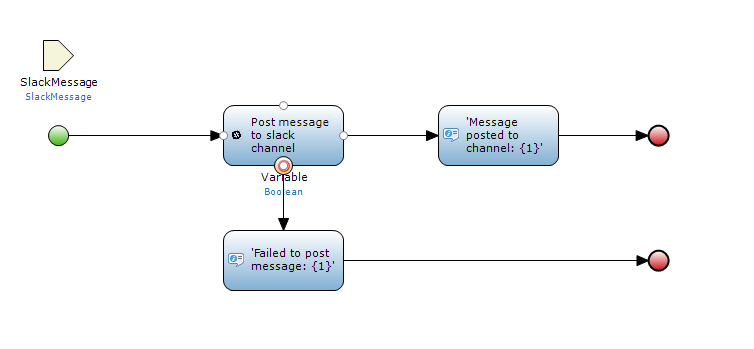 SlackMessage
SlackMessage
Post message
to slack
channel
'Message
posted to
channel: {1}'
Variable
Boolean
'Failed to post
message: {1}'